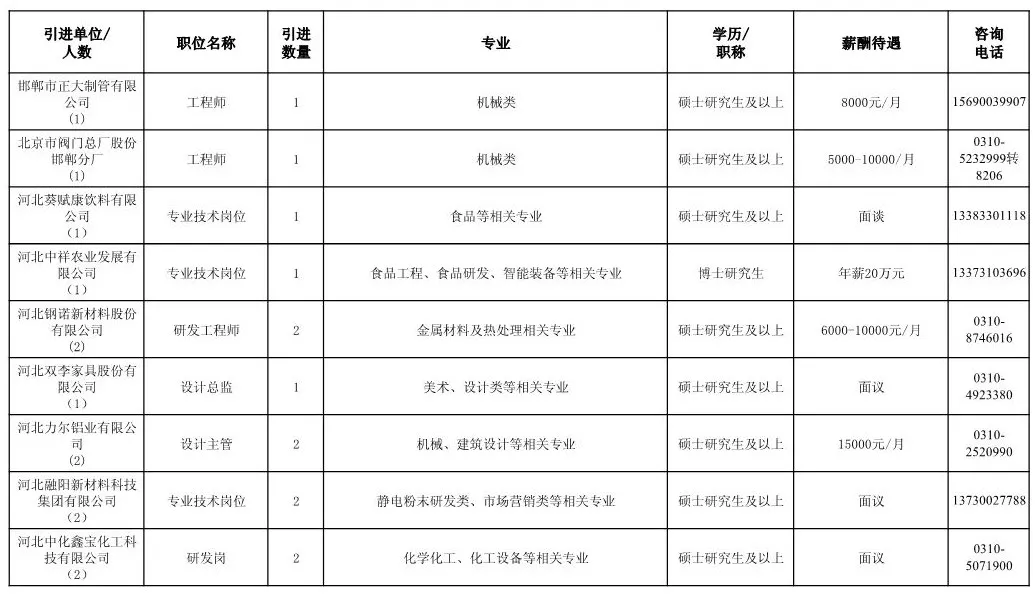 引进单位/
人数
职位名称
引进
数量
专业
学历/
职称
薪酬待遇
咨询
电话
邯郸市正大制管有限
公司
(1)
工程师
1
机械类
硕士研究生及以上
8000元/月
15690039907
北京市阀门总厂股份
邯郸分厂
(1)
工程师
1
机械类
硕士研究生及以上
5000-10000/月
0310-
5232999转
8206
河北葵赋康饮料有限
公司
（1）
专业技术岗位
1
食品等相关专业
硕士研究生及以上
面谈
13383301118
河北中祥农业发展有
限公司
（1）
专业技术岗位
1
食品工程、食品研发、智能装备等相关专业
博士研究生
年薪20万元
13373103696
河北钢诺新材料股份
有限公司
(2)
研发工程师
2
金属材料及热处理相关专业
硕士研究生及以上
6000-10000元/月
0310-
8746016
河北双李家具股份有
限公司
（1）
设计总监
1
美术、设计类等相关专业
硕士研究生及以上
面议
0310-
4923380
河北力尔铝业有限公
司
(2)
设计主管
2
机械、建筑设计等相关专业
硕士研究生及以上
15000元/月
0310-
2520990
河北融阳新材料科技
集团有限公司
（2）
专业技术岗位
2
静电粉末研发类、市场营销类等相关专业
硕士研究生及以上
面议
13730027788
河北中化鑫宝化工科
技有限公司
（2）
研发岗
2
化学化工、化工设备等相关专业
硕士研究生及以上
面议
0310-
5071900